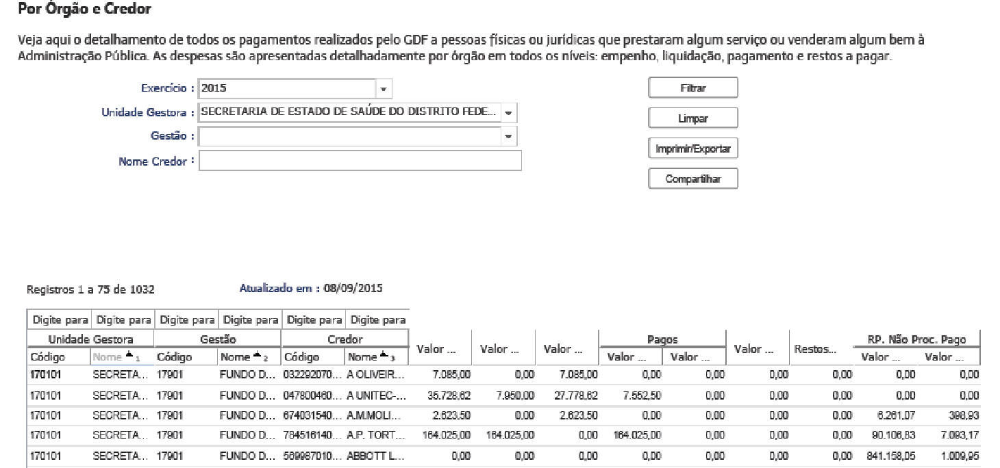 Por Órgão e Credor
Veja aqui o detalhamento de todos os pagamentos realizados pelo GDF a pessoas físicas ou jurídicas que prestaram algum serviço ou venderam algum bem à
Administração Pública. As despesas são apresentadas detalhadamente por órgão em todos os níveis: empenho, liquidação, pagamento e restos a pagar.
Exercício : 2015
Filtrar
Unidade Gestora : SECRETARIA DE ESTADO DE SAÚDE DO DISTRITO FEDE...
Limpar
Gestão :
Imprimir/Exportar
Nome Credor :
Compartilhar
Registros 1 a 75 de 1032 Atualizado em : 08/09/2015
Digite para Digite para Digite para Digite para Digite para Digite para
Unidade Gestora Gestão Credor Valor ... Valor ... Valor ... Pagos Valor ... Restos... RP. Não Proc. Pago
Código Nome 1 Código Nome 2 Código Nome 3 Valor ... Valor ... Valor ... Valor ...
170101 SECRETA... 17901 FUNDO D... 032292070... A OLIVEIR... 7.085,00 0,00 7.085,00 0,00 0,00 0,00 0,00 0,00 0,00
170101 SECRETA... 17901 FUNDO D... 047800460... A UNITEC-... 35.728,62 7.950,00 27.778,62 7.552,50 0,00 0,00 0,00 0,00 0,00
170101 SECRETA... 17901 FUNDO D... 674031540... A.M.MOLI... 2.623,50 0,00 2.623,50 0,00 0,00 0,00 0,00 6.261,07 398,93
170101 SECRETA... 17901 FUNDO D... 784516140... A.P. TORT... 164.025,00 164.025,00 0,00 164.025,00 0,00 0,00 0,00 90.106,83 7.093,17
170101 SECRETA... 17901 FUNDO D... 569987010... ABBOTT L... 0,00 0,00 0,00 0,00 0,00 0,00 0,00 841.158,05 1.009,95